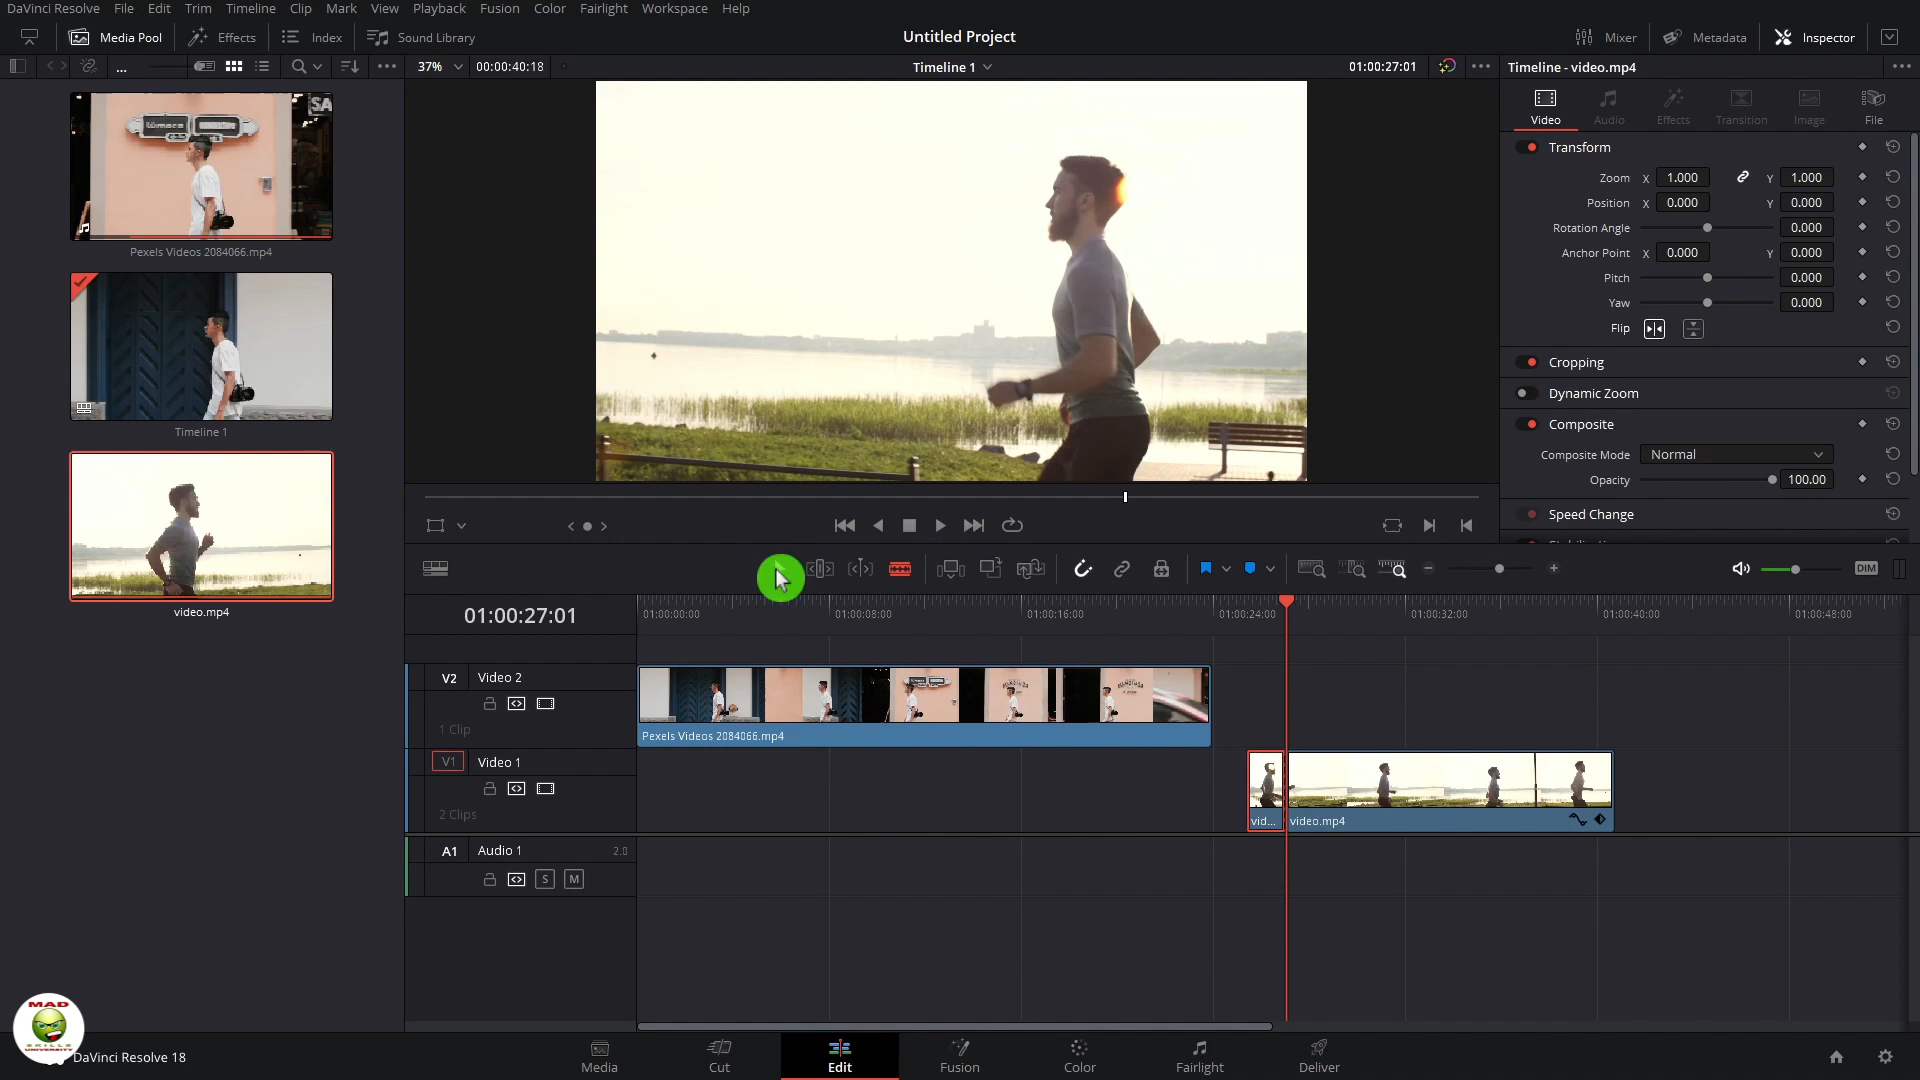 DaVinci Resolve File Edit Trim Timeline Clip Mark View Playback Fusion Color Fairlight Workspace Help
Media Pool Effects Index Sound Library Untitled Project Mixer Metadata Inspector
... 37% 00:00:40:18 Timeline 1 01:00:27:01 Timeline - video.mp4
Video Audio Effects Transition Image File
Pexels Videos 2084066.mp4
Timeline 1
video.mp4
Transform
Zoom X 1.000 Y 1.000
Position X 0.000 Y 0.000
Rotation Angle 0.000
Anchor Point X 0.000 Y 0.000
Pitch 0.000
Yaw 0.000
Flip
Cropping
Dynamic Zoom
Composite
Composite Mode Normal
Opacity 100.00
Speed Change
DIM
01:00:27:01 01:00:00:00 01:00:08:00 01:00:16:00 01:00:24:00 01:00:32:00 01:00:40:00 01:00:48:00
V2 Video 2
1 Clip
Pexels Videos 2084066.mp4
V1 Video 1
2 Clips
vid... video.mp4
A1 Audio 1 2.0
S M
MAD
DaVinci Resolve 18
Media Cut Edit Fusion Color Fairlight Deliver